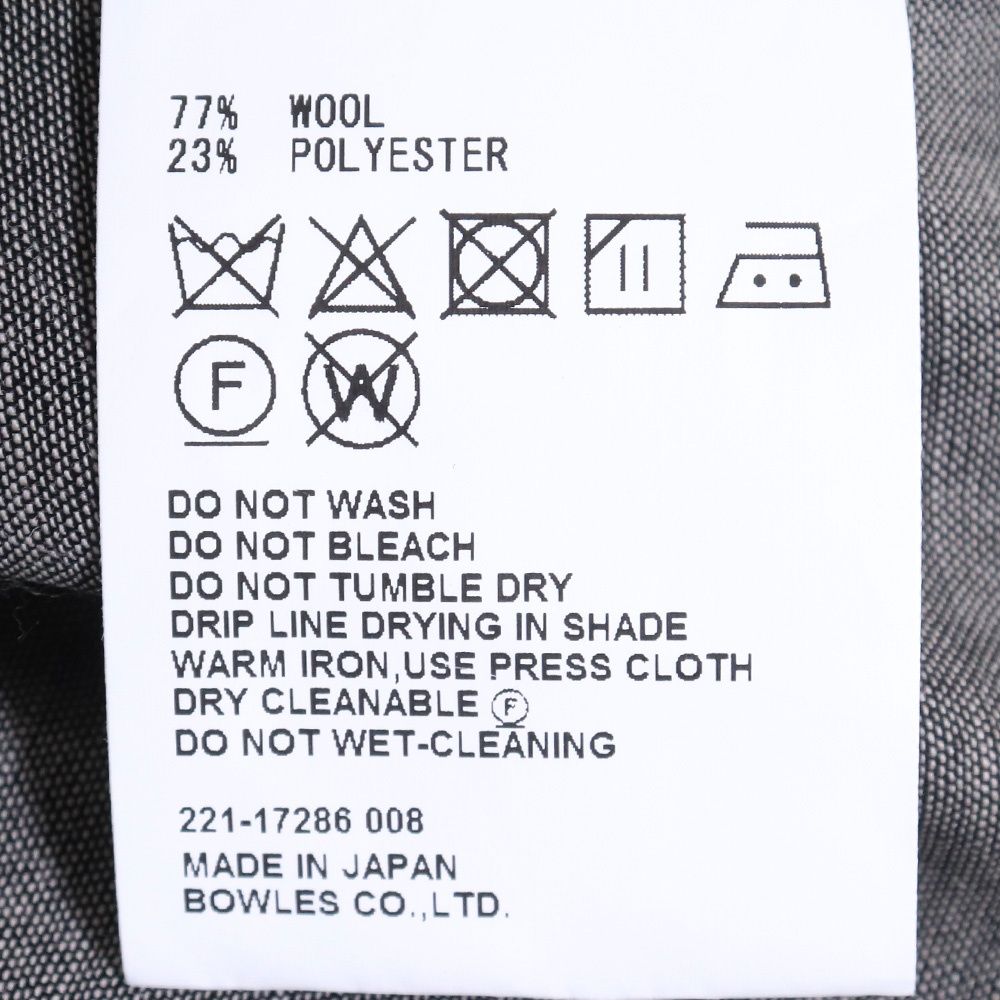 77% WOOL
23% POLYESTER
F W
DO NOT WASH
DO NOT BLEACH
DO NOT TUMBLE DRY
DRIP LINE DRYING IN SHADE
WARM IRON,USE PRESS CLOTH
DRY CLEANABLE Ⓕ
DO NOT WET-CLEANING
221-17286 008
MADE IN JAPAN
BOWLES CO.,LTD.